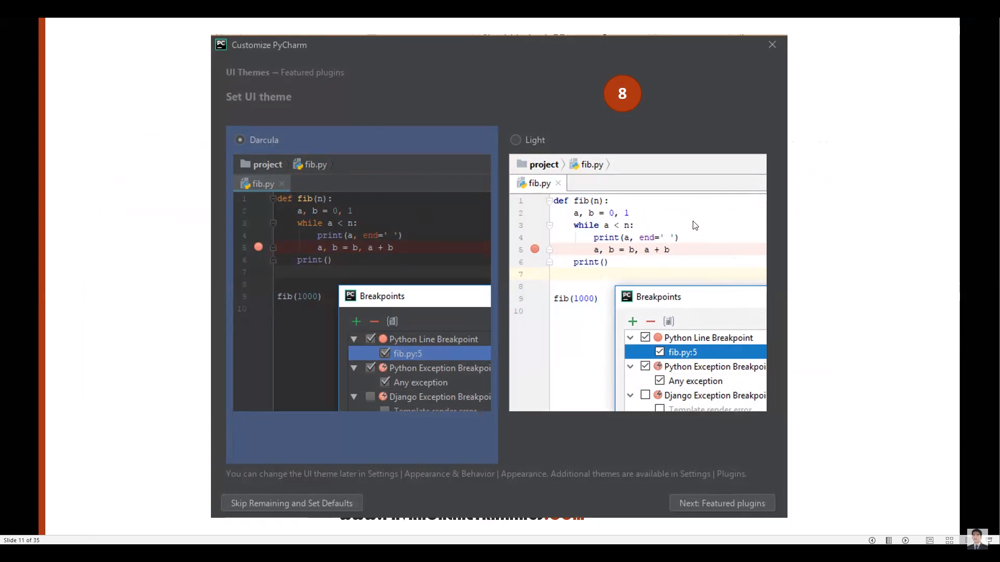 PC Customize PyCharm
UI Themes — Featured plugins
8
Set UI theme
Darcula
project fib.py
fib.py
1 def fib(n):
2 a, b = 0, 1
3 while a < n:
4 print(a, end=' ')
5 a, b = b, a + b
6 print()
7
8
9 fib(1000)
10
PC Breakpoints
Python Line Breakpoint
fib.py:5
Python Exception Breakpoi
Any exception
Django Exception Breakpoi
Template render error
Light
project fib.py
fib.py
1 def fib(n):
2 a, b = 0, 1
3 while a < n:
4 print(a, end=' ')
5 a, b = b, a + b
6 print()
7
8
9 fib(1000)
10
PC Breakpoints
Python Line Breakpoint
fib.py:5
Python Exception Breakpoi
Any exception
Django Exception Breakpoi
Template render error
You can change the UI theme later in Settings | Appearance & Behavior | Appearance. Additional themes are available in Settings | Plugins.
Skip Remaining and Set Defaults
Next: Featured plugins
Slide 11 of 35